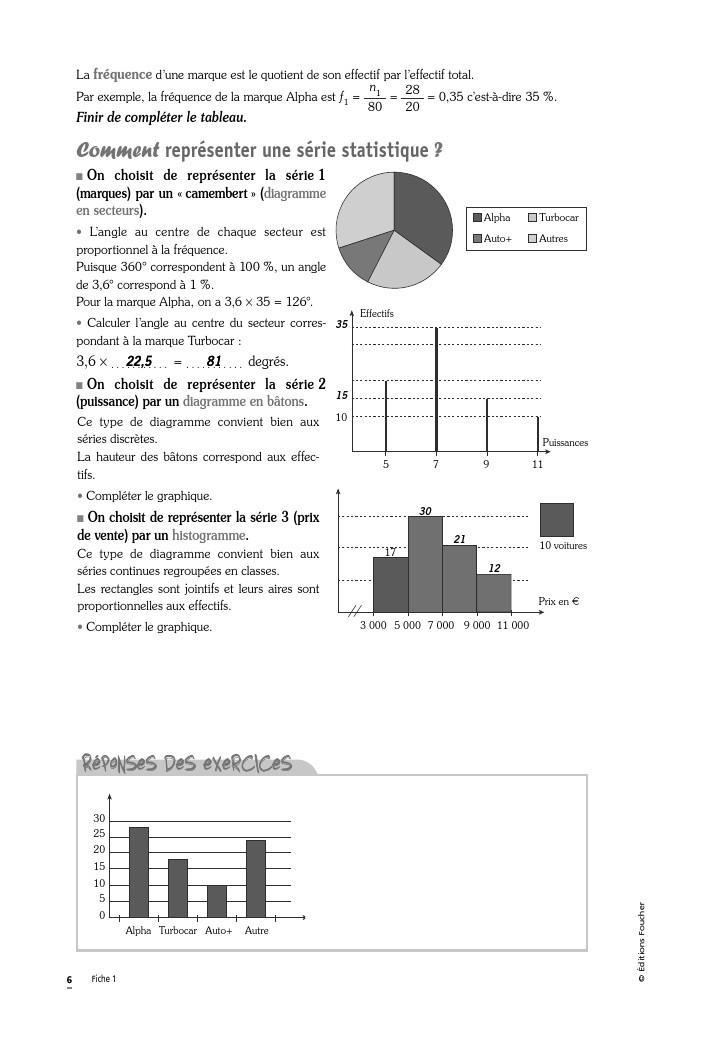 La fréquence d'une marque est le quotient de son effectif par l'effectif total.
Par exemple, la fréquence de la marque Alpha est f1 = n1/80 = 28/20 = 0,35 c'est-à-dire 35 %.
Finir de compléter le tableau.
Comment représenter une série statistique ?
■ On choisit de représenter la série 1
(marques) par un « camembert » (diagramme
en secteurs).
• L'angle au centre de chaque secteur est
proportionnel à la fréquence.
Puisque 360° correspondent à 100 %, un angle
de 3,6° correspond à 1 %.
Pour la marque Alpha, on a 3,6 × 35 = 126°.
• Calculer l'angle au centre du secteur corres-
pondant à la marque Turbocar :
3,6 × 22,5 = 81 degrés.
■ On choisit de représenter la série 2
(puissance) par un diagramme en bâtons.
Ce type de diagramme convient bien aux
séries discrètes.
La hauteur des bâtons correspond aux effec-
tifs.
• Compléter le graphique.
■ On choisit de représenter la série 3 (prix
de vente) par un histogramme.
Ce type de diagramme convient bien aux
séries continues regroupées en classes.
Les rectangles sont jointifs et leurs aires sont
proportionnelles aux effectifs.
• Compléter le graphique.
Alpha Turbocar
Auto+ Autres
Effectifs
35
15
10
Puissances
5 7 9 11
30
17
21
12
10 voitures
Prix en €
3 000 5 000 7 000 9 000 11 000
RéPONSeS DeS eXeRCICeS
30
25
20
15
10
5
0
Alpha Turbocar Auto+ Autre
6 Fiche 1
© Éditions Foucher